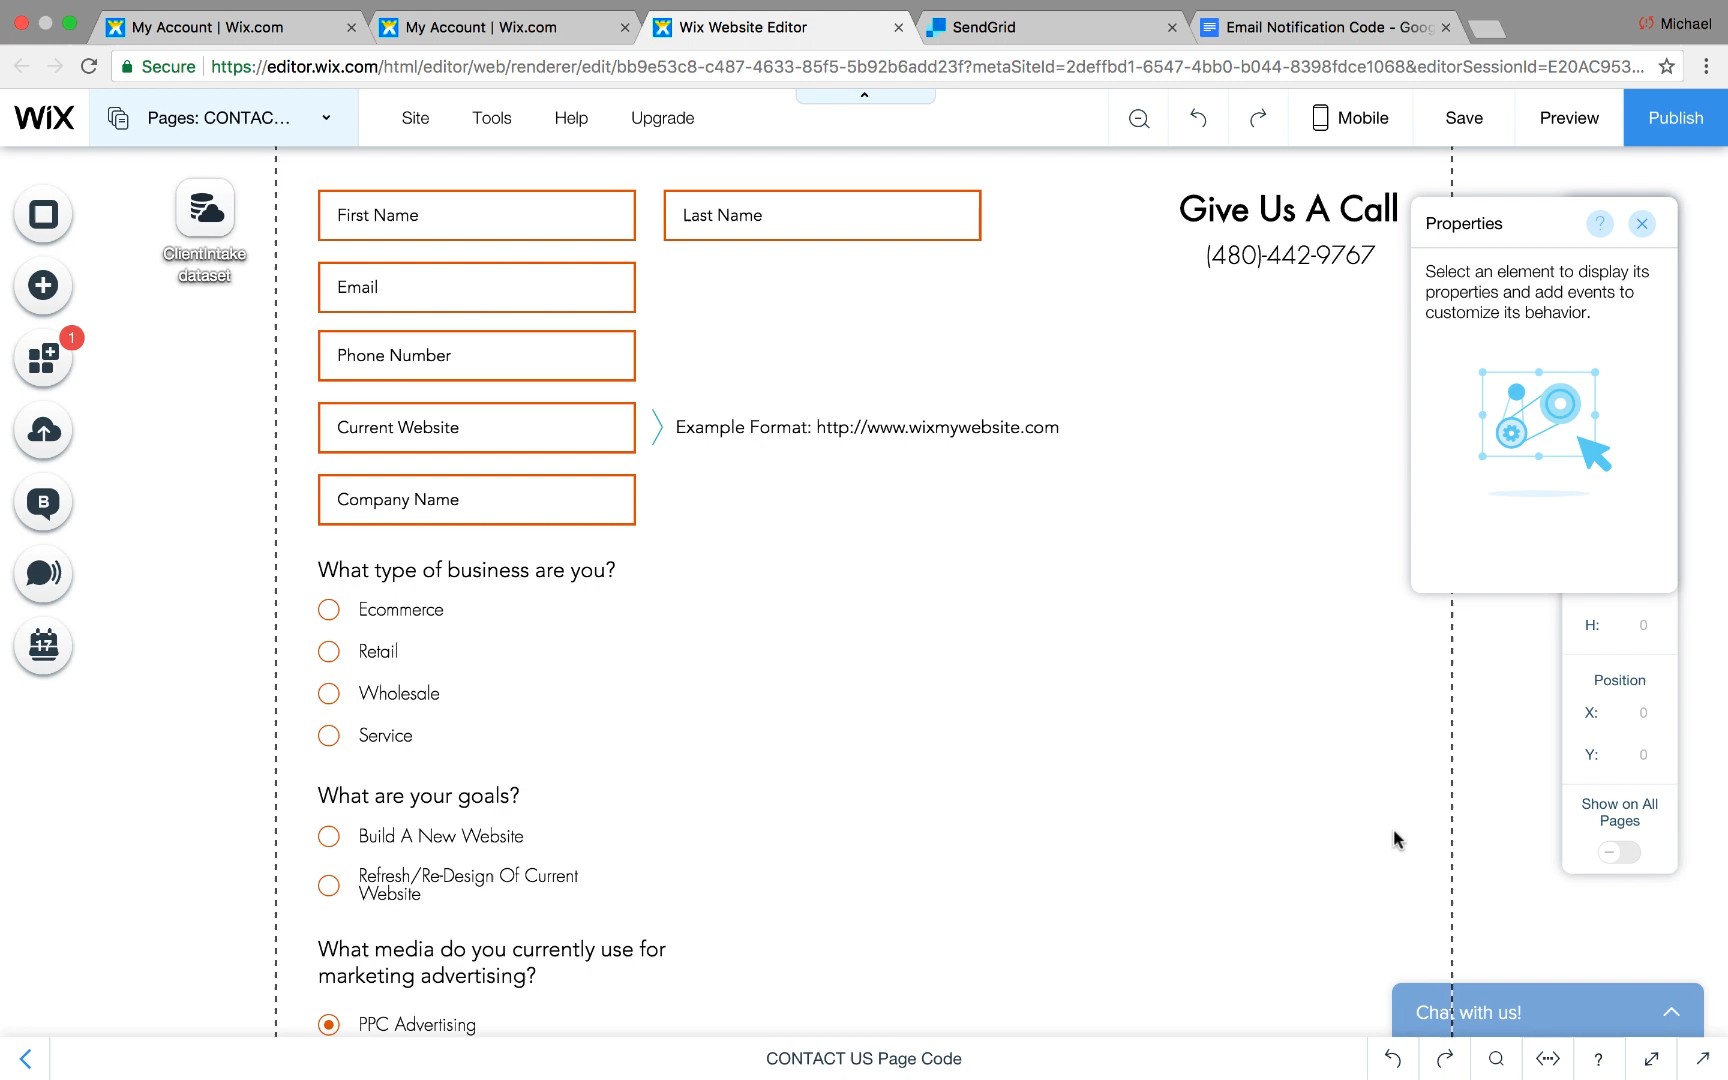 My Account | Wix.com
My Account | Wix.com
Wix Website Editor
SendGrid
Email Notification Code - Goog
Michael
Secure
https://editor.wix.com/html/editor/web/renderer/edit/bb9e53c8-c487-4633-85f5-5b92b6add23f?metaSiteId=2deffbd1-6547-4bb0-b044-8398fdce1068&editorSessionId=E20AC953...
WiX
Pages: CONTAC...
Site
Tools
Help
Upgrade
Mobile
Save
Preview
Publish
ClientIntake
dataset
1
B
17
First Name
Last Name
Email
Phone Number
Current Website
Example Format: http://www.wixmywebsite.com
Company Name
What type of business are you?
Ecommerce
Retail
Wholesale
Service
What are your goals?
Build A New Website
Refresh/Re-Design Of Current
Website
What media do you currently use for
marketing advertising?
PPC Advertising
Give Us A Call
(480)-442-9767
Properties
?
Select an element to display its
properties and add events to
customize its behavior.
H: 0
Position
X: 0
Y: 0
Show on All
Pages
Chat with us!
CONTACT US Page Code
?